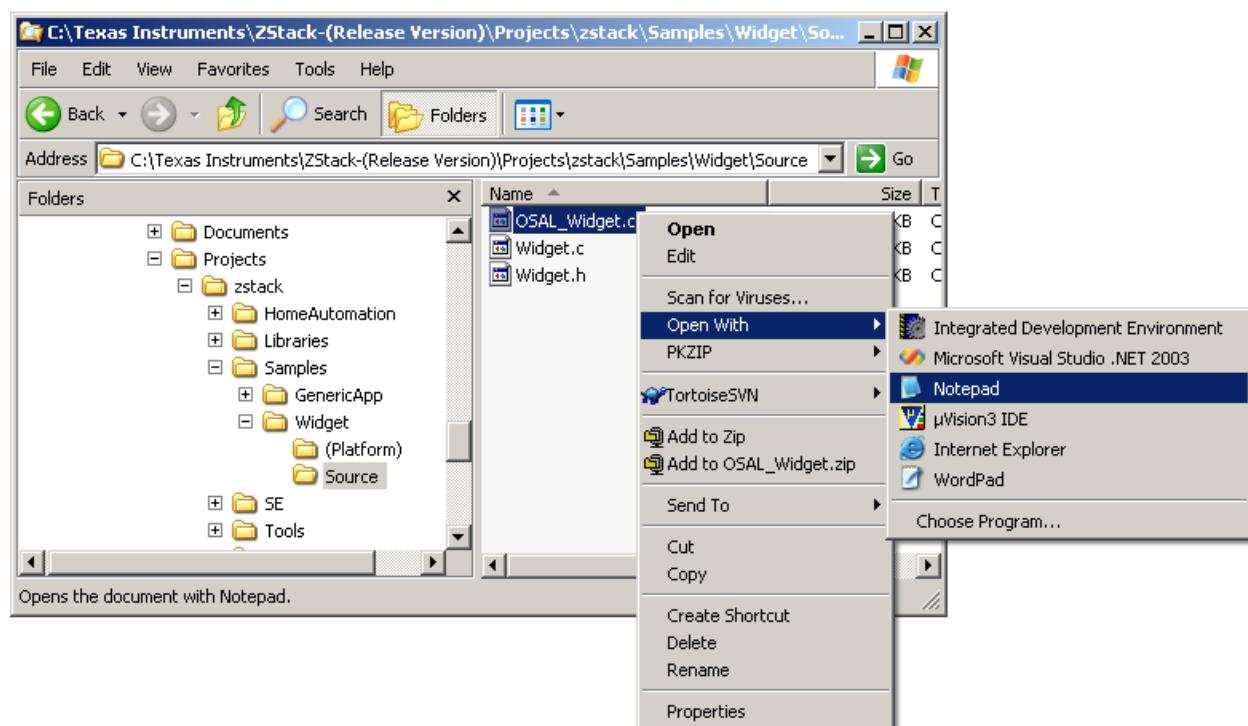 C:\Texas Instruments\ZStack-(Release Version)\Projects\zstack\Samples\Widget\So...
File Edit View Favorites Tools Help
Back Search Folders
Address C:\Texas Instruments\ZStack-(Release Version)\Projects\zstack\Samples\Widget\Source Go
Folders
Documents
Projects
zstack
HomeAutomation
Libraries
Samples
GenericApp
Widget
(Platform)
Source
SE
Tools
Name Size T
OSAL_Widget.c KB C
Widget.c KB C
Widget.h KB C
Open
Edit
Scan for Viruses...
Open With
PKZIP
TortoiseSVN
Add to Zip
Add to OSAL_Widget.zip
Send To
Cut
Copy
Create Shortcut
Delete
Rename
Properties
Integrated Development Environment
Microsoft Visual Studio .NET 2003
Notepad
µVision3 IDE
Internet Explorer
WordPad
Choose Program...
Opens the document with Notepad.